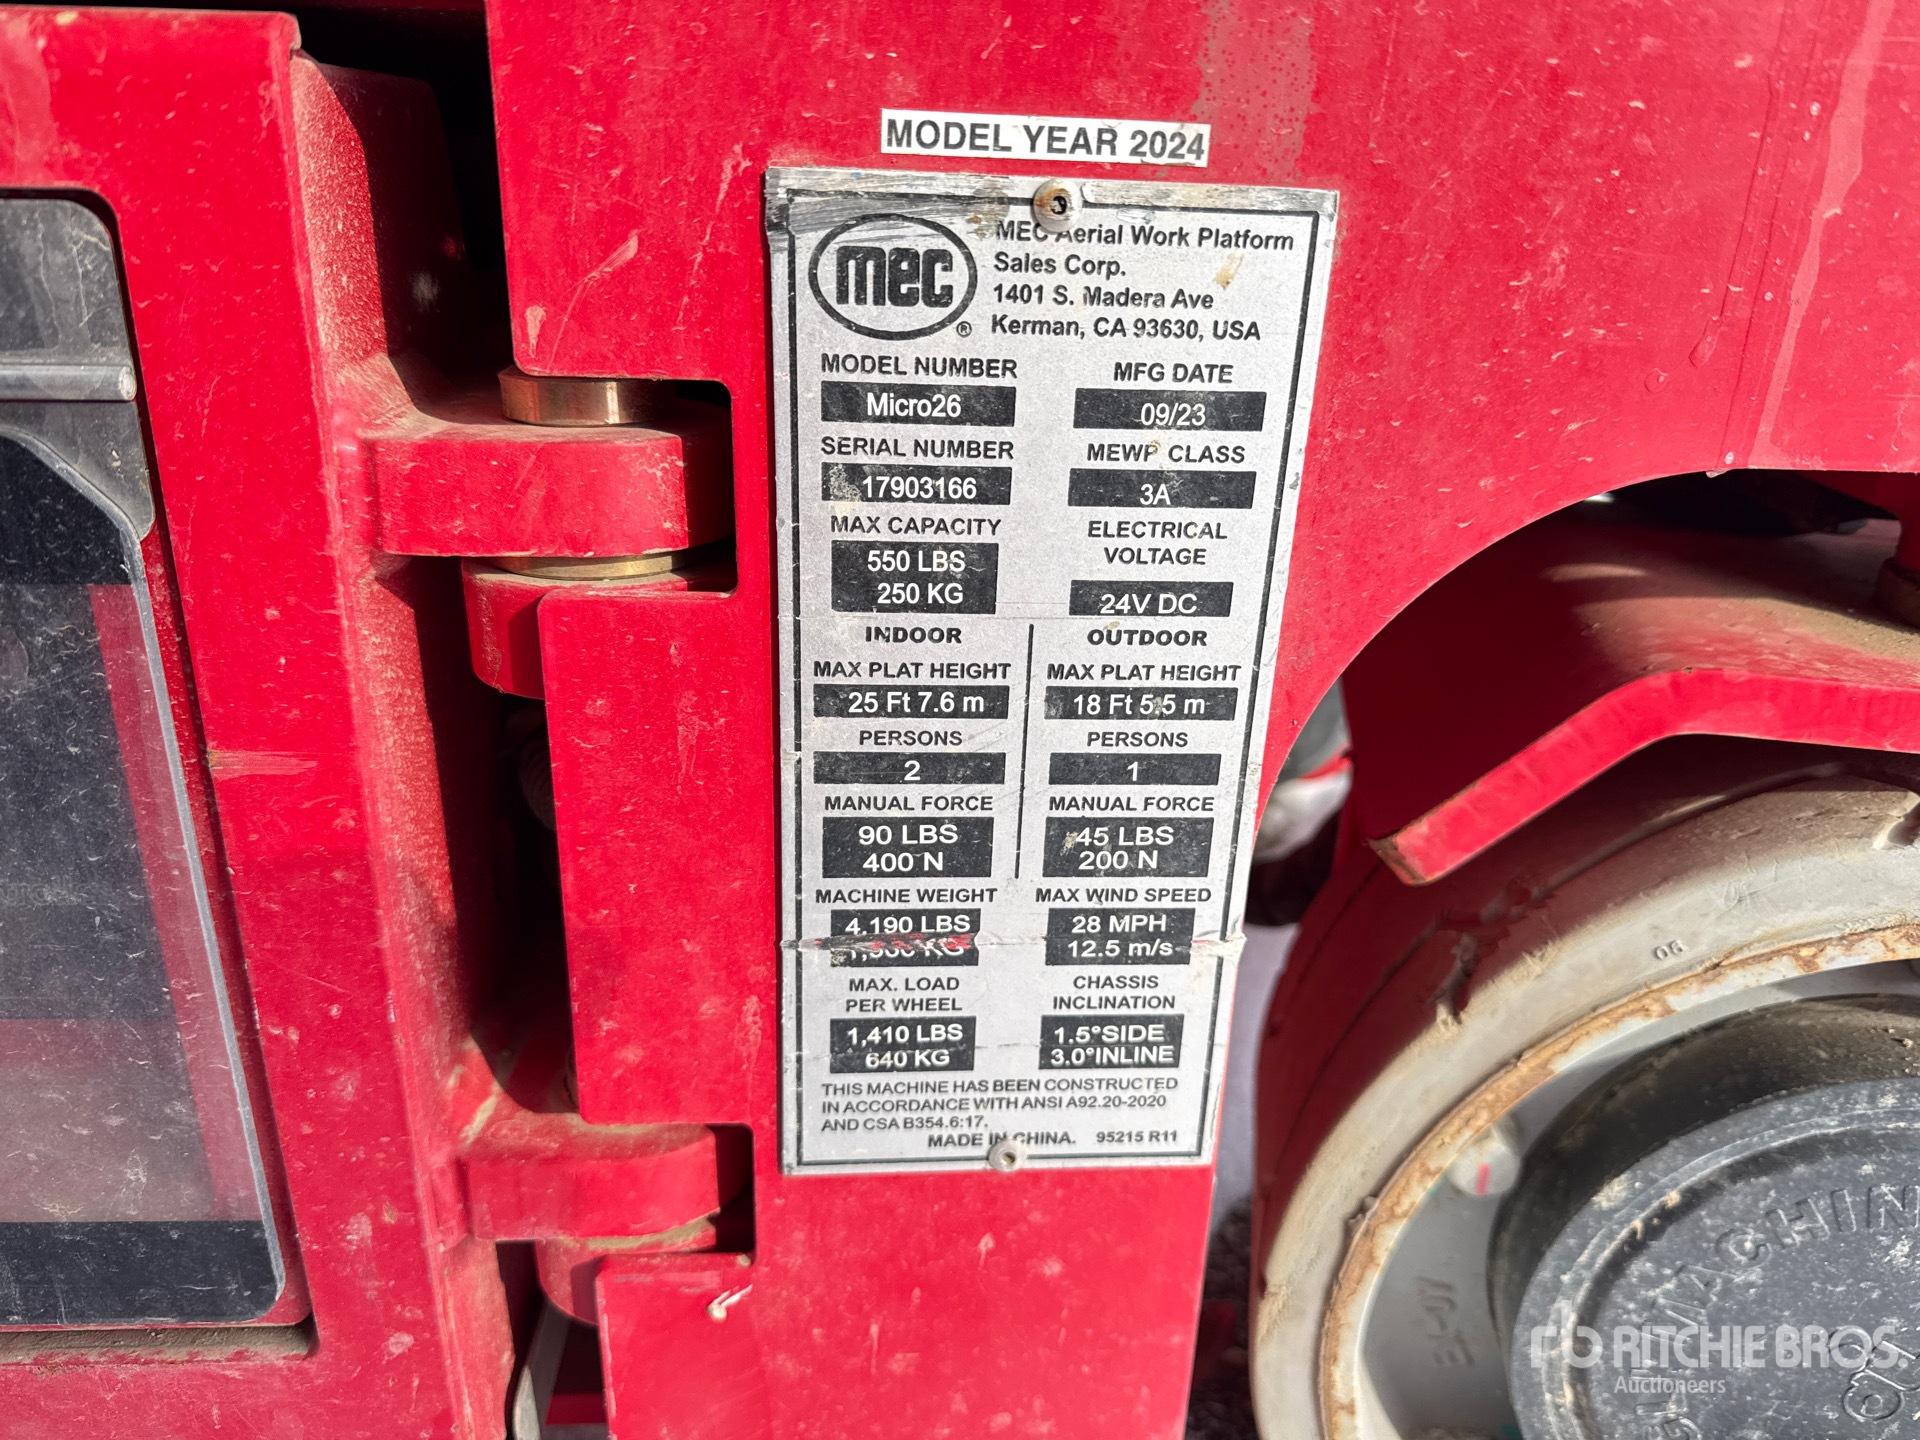 MODEL YEAR 2024
mec
®
MEC Aerial Work Platform
Sales Corp.
1401 S. Madera Ave
Kerman, CA 93630, USA
MODEL NUMBER
Micro26
MFG DATE
09/23
SERIAL NUMBER
17903166
MEWP CLASS
3A
MAX CAPACITY
550 LBS
250 KG
ELECTRICAL
VOLTAGE
24V DC
INDOOR
OUTDOOR
MAX PLAT HEIGHT
25 Ft 7.6 m
MAX PLAT HEIGHT
18 Ft 5.5 m
PERSONS
2
PERSONS
1
MANUAL FORCE
90 LBS
400 N
MANUAL FORCE
45 LBS
200 N
MACHINE WEIGHT
4,190 LBS
KG
MAX WIND SPEED
28 MPH
12.5 m/s
MAX. LOAD
PER WHEEL
1,410 LBS
640 KG
CHASSIS
INCLINATION
1.5°SIDE
3.0°INLINE
THIS MACHINE HAS BEEN CONSTRUCTED
IN ACCORDANCE WITH ANSI A92.20-2020
AND CSA B354.6:17.
MADE IN CHINA. 95215 R11
06
RITCHIE BROS.
Auctioneers